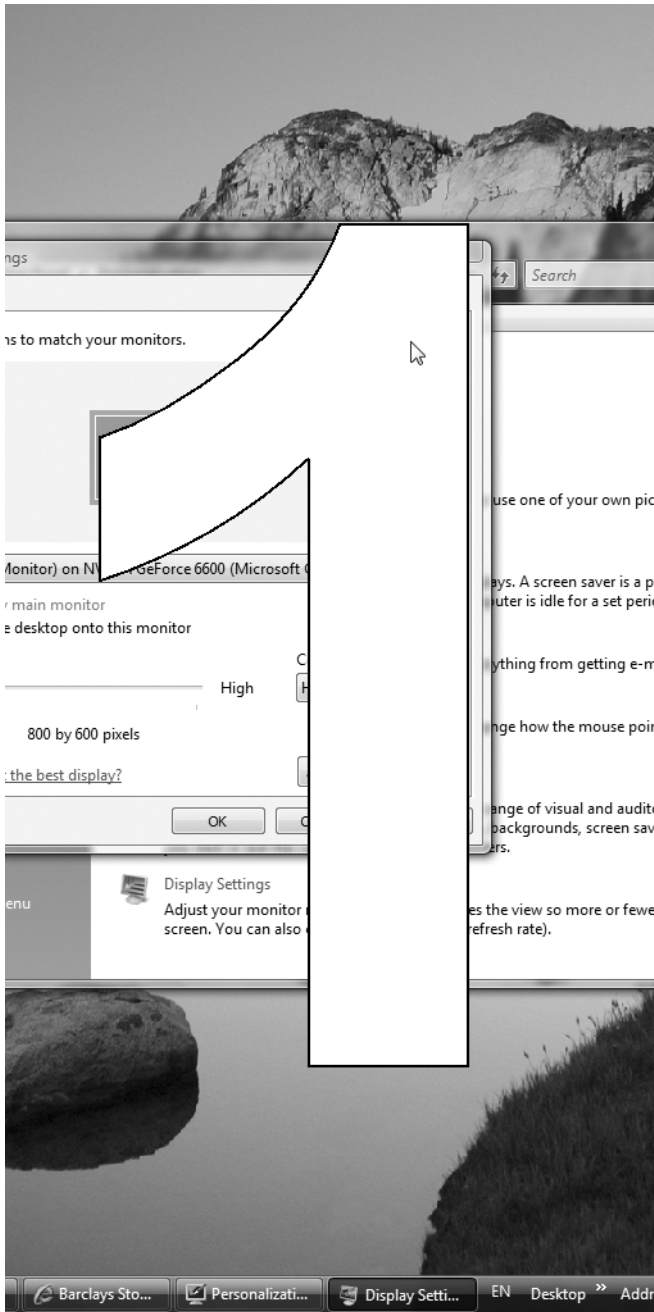 ngs
Search
ns to match your monitors.
1
use one of your own pic
Monitor) on NV GeForce 6600 (Microsoft C
ays. A screen saver is a p
puter is idle for a set perio
y main monitor
e desktop onto this monitor
ything from getting e-m
C
High
H
nge how the mouse poin
800 by 600 pixels
t the best display?
OK
C
ange of visual and audito
backgrounds, screen sav
ers.
enu
Display Settings
Adjust your monitor
es the view so more or fewe
screen. You can also
refresh rate).
Barclays Sto...
Personalizati...
Display Setti...
EN
Desktop
»
Addr